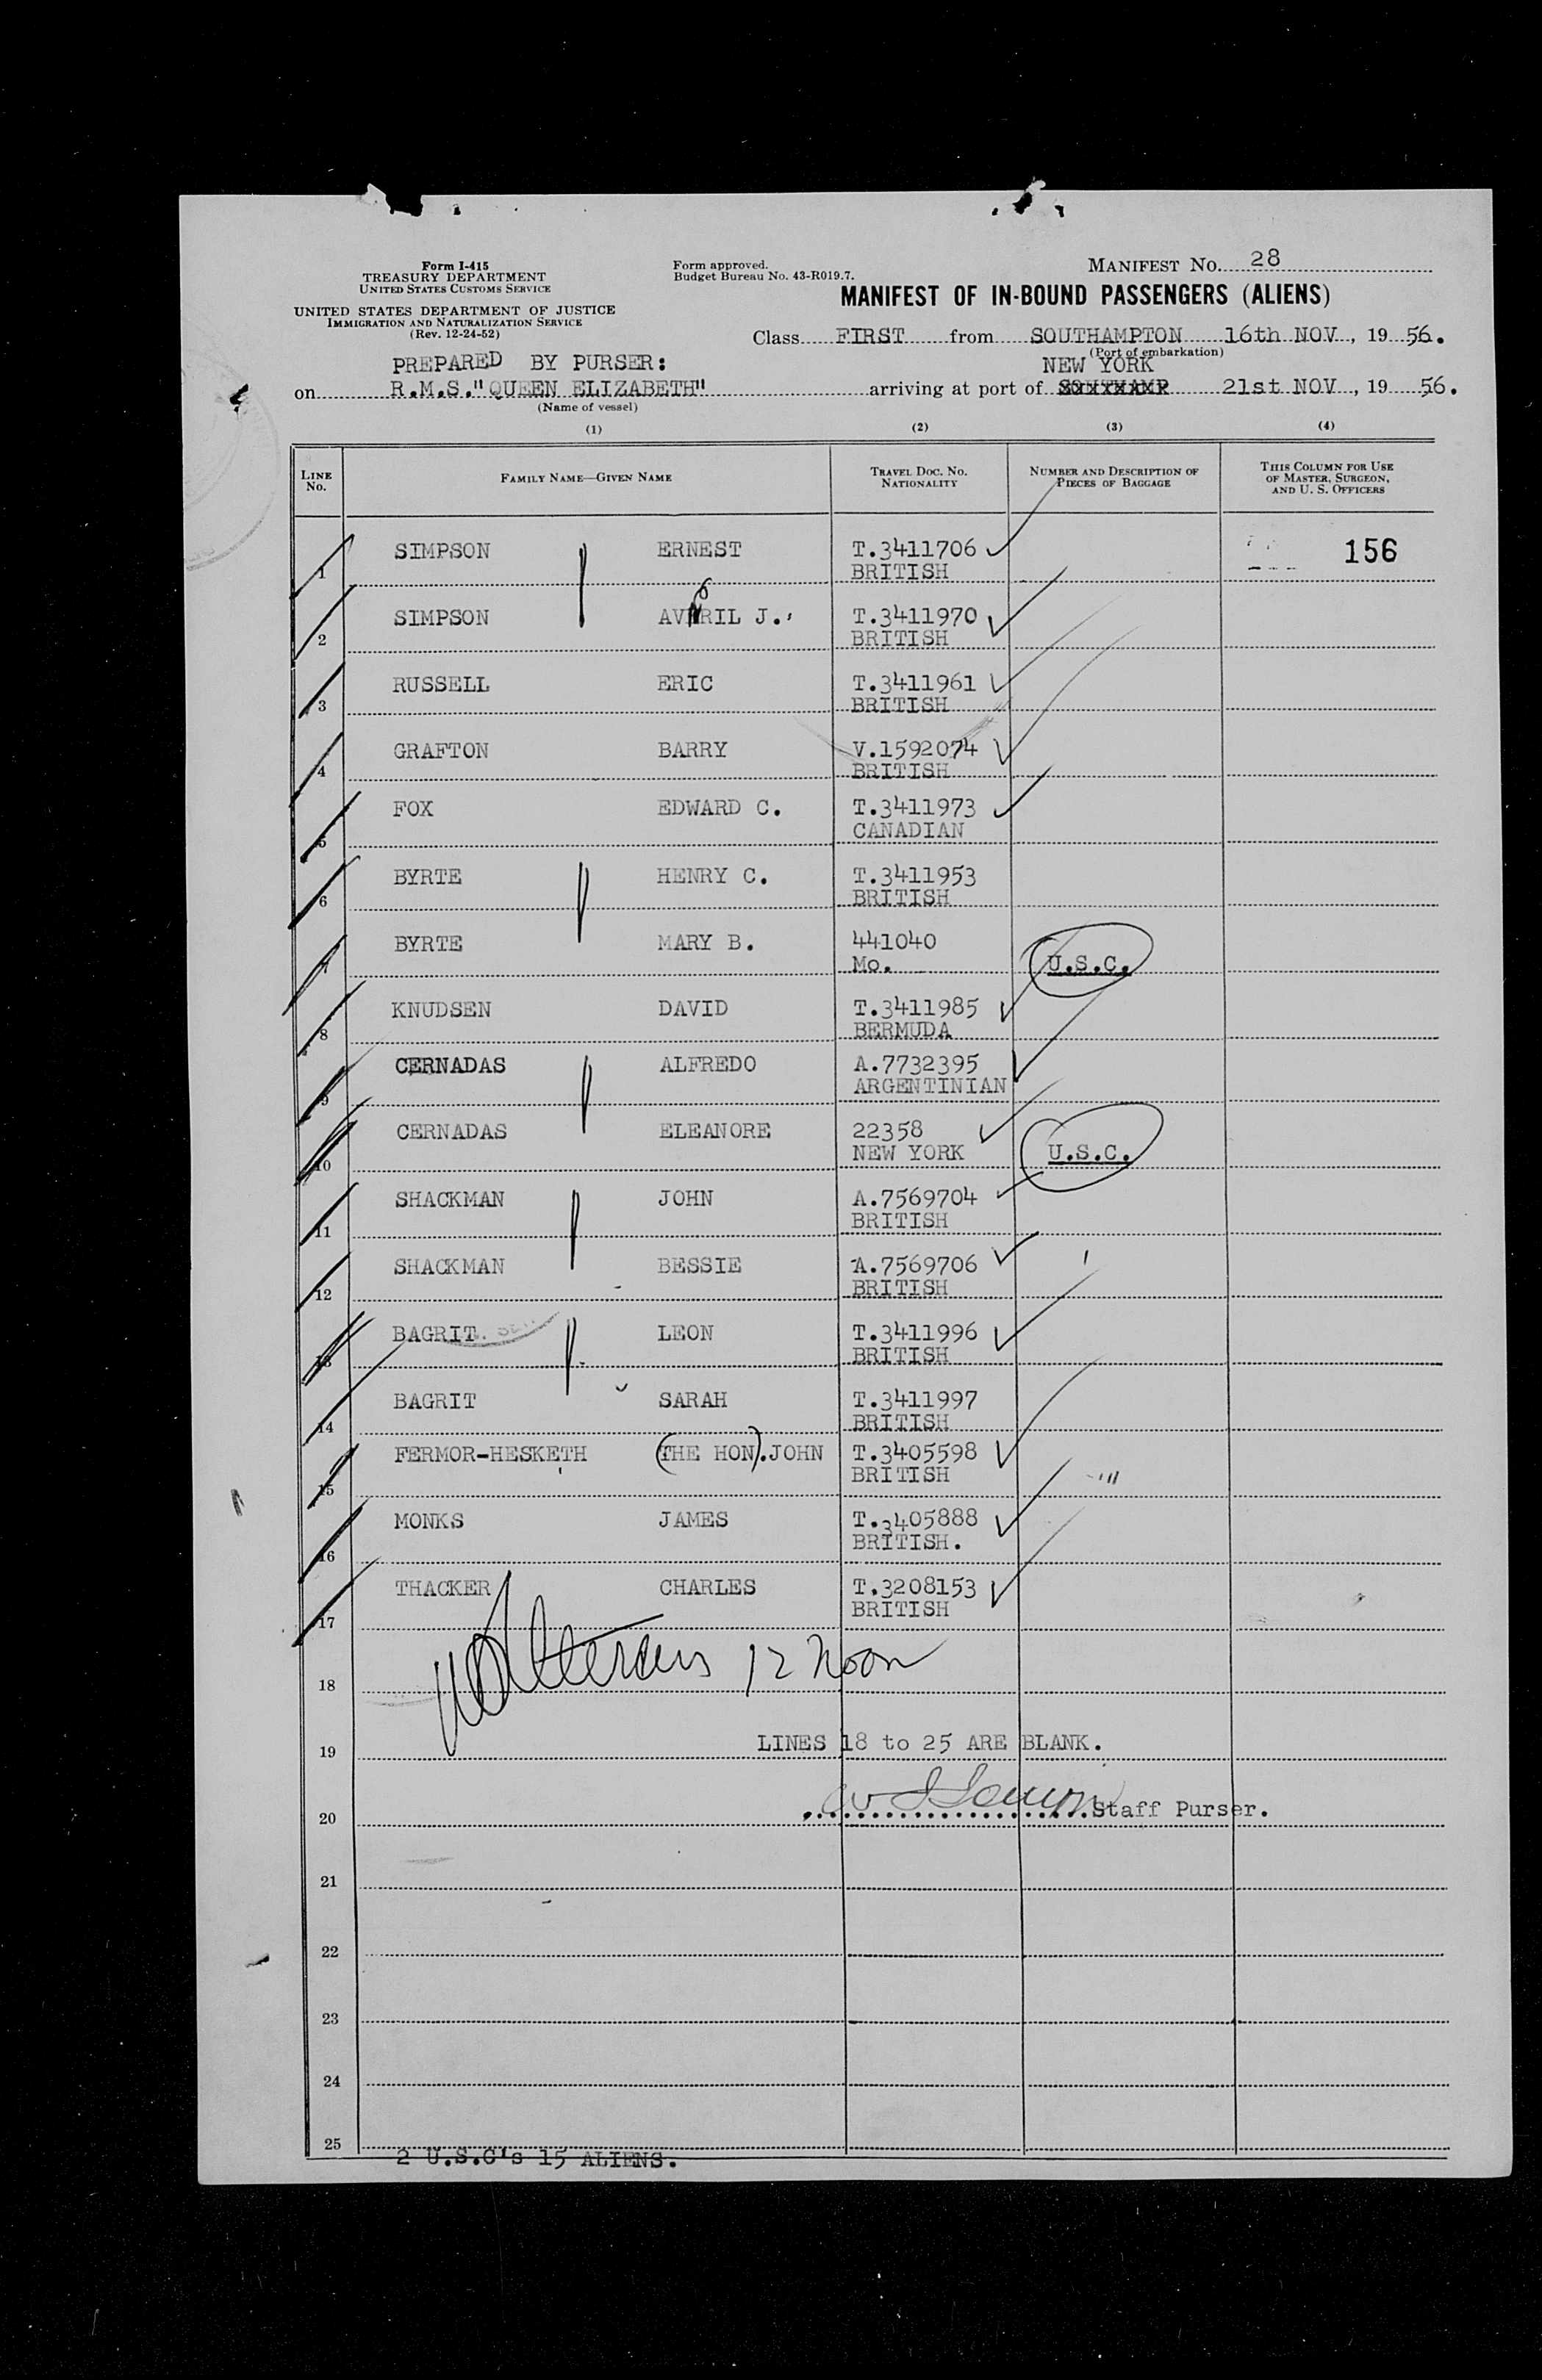 Form I-415
TREASURY DEPARTMENT
UNITED STATES CUSTOMS SERVICE
UNITED STATES DEPARTMENT OF JUSTICE
IMMIGRATION AND NATURALIZATION SERVICE
(Rev. 12-24-52)
Form approved.
Budget Bureau No. 43-R019.7.
MANIFEST NO. 28
MANIFEST OF IN-BOUND PASSENGERS (ALIENS)
Class FIRST from SOUTHAMPTON 16th NOV., 1956.
(Port of embarkation)
PREPARED BY PURSER:
NEW YORK
on R.M.S."QUEEN ELIZABETH" arriving at port of 21st NOV., 1956.
(Name of vessel)
(1) (2) (3) (4)
LINE NO. FAMILY NAME—GIVEN NAME TRAVEL DOC. NO. NATIONALITY NUMBER AND DESCRIPTION OF PIECES OF BAGGAGE THIS COLUMN FOR USE OF MASTER, SURGEON, AND U. S. OFFICERS
SIMPSON ERNEST T.3411706 156
1 BRITISH
SIMPSON AVRIL J. T.3411970
2 BRITISH
RUSSELL ERIC T.3411961
3 BRITISH
GRAFTON BARRY V.1592074
4 BRITISH
FOX EDWARD C. T.3411973
5 CANADIAN
BYRTE HENRY C. T.3411953
6 BRITISH
BYRTE MARY B. 441040
7 Mo. U.S.C.
KNUDSEN DAVID T.3411985
8 BERMUDA
CERNADAS ALFREDO A.7732395
9 ARGENTINIAN
CERNADAS ELEANORE 22358
10 NEW YORK U.S.C.
SHACKMAN JOHN A.7569704
11 BRITISH
SHACKMAN BESSIE A.7569706
12 BRITISH
BAGRIT LEON T.3411996
13 BRITISH
BAGRIT SARAH T.3411997
14 BRITISH
FERMOR-HESKETH (THE HON).JOHN T.3405598
15 BRITISH
MONKS JAMES T.3405888
16 BRITISH.
THACKER CHARLES T.3208153
17 BRITISH
12 Noon
18
LINES 18 to 25 ARE BLANK.
19
Staff Purser.
20
21
22
23
24
25
2 U.S.C's 15 ALIENS.